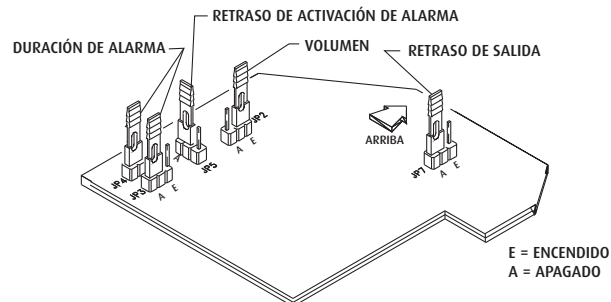 RETRASO DE ACTIVACIÓN DE ALARMA
DURACIÓN DE ALARMA
VOLUMEN
RETRASO DE SALIDA
ARRIBA
JP4
JP3
A E
A
JP5
JP2
A E
JP7
A E
E = ENCENDIDO
A = APAGADO